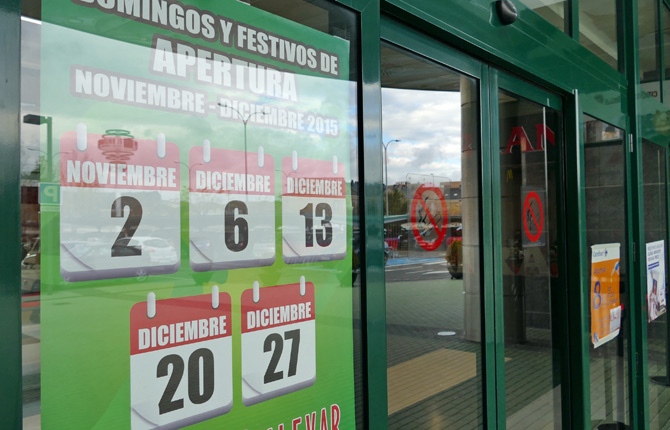 DOMINGOS Y FESTIVOS DE
APERTURA
NOVIEMBRE - DICIEMBRE 2015
NOVIEMBRE
2
DICIEMBRE
6
DICIEMBRE
13
DICIEMBRE
20
DICIEMBRE
27